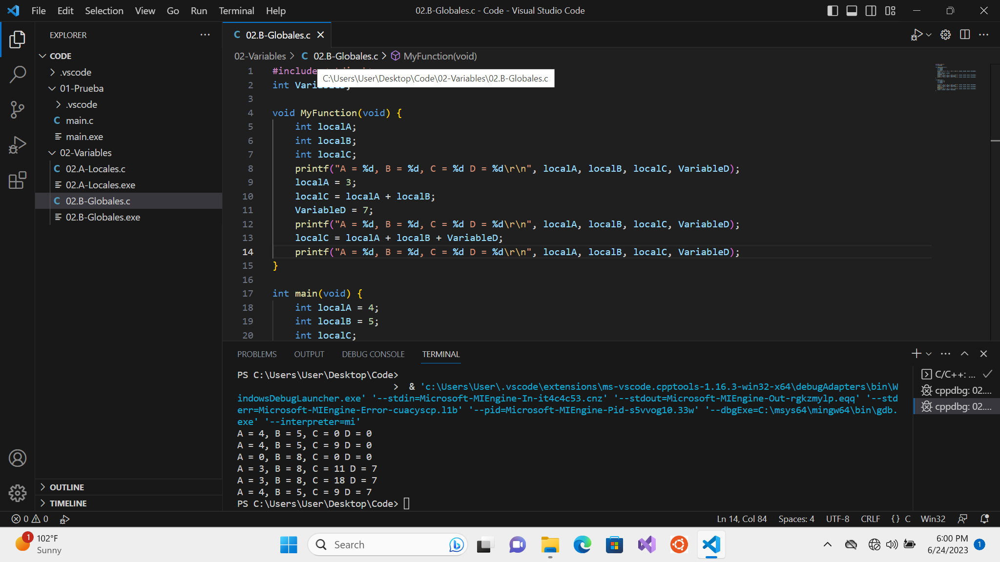 File Edit Selection View Go Run Terminal Help
02.B-Globales.c - Code - Visual Studio Code
EXPLORER
CODE
.vscode
01-Prueba
.vscode
C main.c
main.exe
02-Variables
C 02.A-Locales.c
02.A-Locales.exe
C 02.B-Globales.c
02.B-Globales.exe
OUTLINE
TIMELINE
C 02.B-Globales.c
02-Variables > C 02.B-Globales.c > MyFunction(void)
C:\Users\User\Desktop\Code\02-Variables\02.B-Globales.c
1 #include
2 int
3
4 void MyFunction(void) {
5 int localA;
6 int localB;
7 int localC;
8 printf("A = %d, B = %d, C = %d D = %d\r\n", localA, localB, localC, VariableD);
9 localA = 3;
10 localC = localA + localB;
11 VariableD = 7;
12 printf("A = %d, B = %d, C = %d D = %d\r\n", localA, localB, localC, VariableD);
13 localC = localA + localB + VariableD;
14 printf("A = %d, B = %d, C = %d D = %d\r\n", localA, localB, localC, VariableD);
15 }
16
17 int main(void) {
18 int localA = 4;
19 int localB = 5;
20 int localC;
PROBLEMS OUTPUT DEBUG CONSOLE TERMINAL
PS C:\Users\User\Desktop\Code>
> & 'c:\Users\User\.vscode\extensions\ms-vscode.cpptools-1.16.3-win32-x64\debugAdapters\bin\W
indowsDebugLauncher.exe' '--stdin=Microsoft-MIEngine-In-it4c4c53.cnz' '--stdout=Microsoft-MIEngine-Out-rgkzmylp.eqq' '--std
err=Microsoft-MIEngine-Error-cuacyscp.l1b' '--pid=Microsoft-MIEngine-Pid-s5vvog10.33w' '--dbgExe=C:\msys64\mingw64\bin\gdb.
exe' '--interpreter=mi'
A = 4, B = 5, C = 0 D = 0
A = 4, B = 5, C = 9 D = 0
A = 0, B = 8, C = 0 D = 0
A = 3, B = 8, C = 11 D = 7
A = 3, B = 8, C = 18 D = 7
A = 4, B = 5, C = 9 D = 7
PS C:\Users\User\Desktop\Code>
C/C++: ...
cppdbg: 02....
cppdbg: 02....
0 0
Ln 14, Col 84 Spaces: 4 UTF-8 CRLF {} C Win32
1
102°F
Sunny
Search
6:00 PM
6/24/2023
1